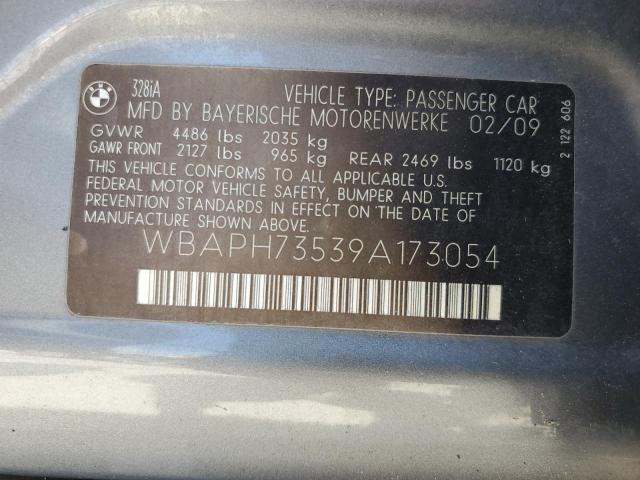 328iA VEHICLE TYPE: PASSENGER CAR
MFD BY BAYERISCHE MOTORENWERKE 02/09
GVWR 4486 lbs 2035 kg
GAWR FRONT 2127 lbs 965 kg REAR 2469 lbs 1120 kg
THIS VEHICLE CONFORMS TO ALL APPLICABLE U.S.
FEDERAL MOTOR VEHICLE SAFETY, BUMPER AND THEFT
PREVENTION STANDARDS IN EFFECT ON THE DATE OF
MANUFACTURE SHOWN ABOVE.
WBAPH73539A173054
2 122 606